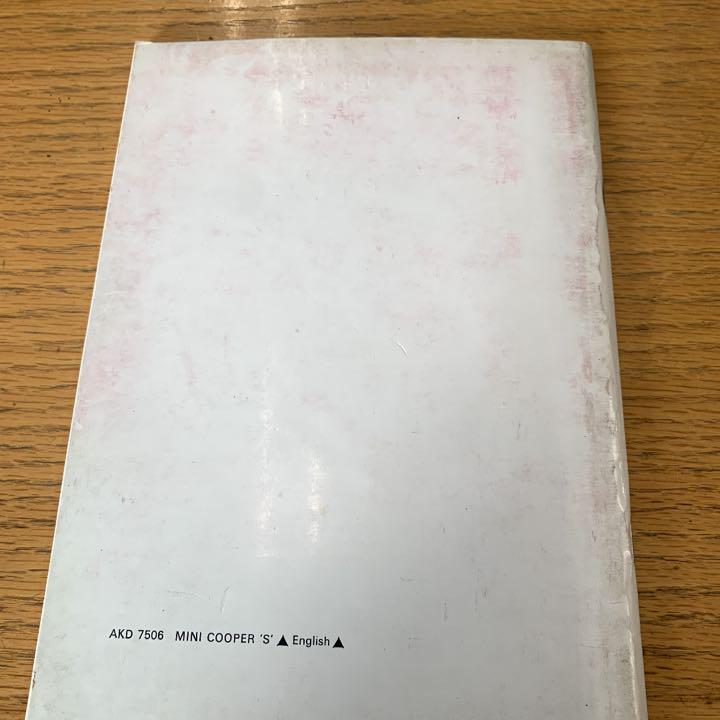 AKD 7506 MINI COOPER 'S' ▲ English ▲